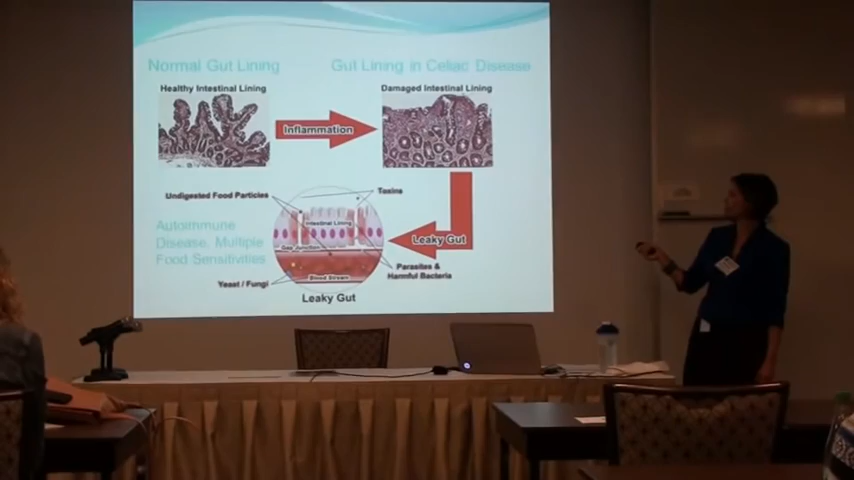 Normal Gut Lining
Gut Lining in Celiac Disease
Healthy Intestinal Lining
Damaged Intestinal Lining
Inflammation
Undigested Food Particles
Toxins
Intestinal Lining
Autoimmune
Disease, Multiple
Food Sensitivities
Gap Junction
Leaky Gut
Parasites &
Harmful Bacteria
Blood Stream
Yeast / Fungi
Leaky Gut